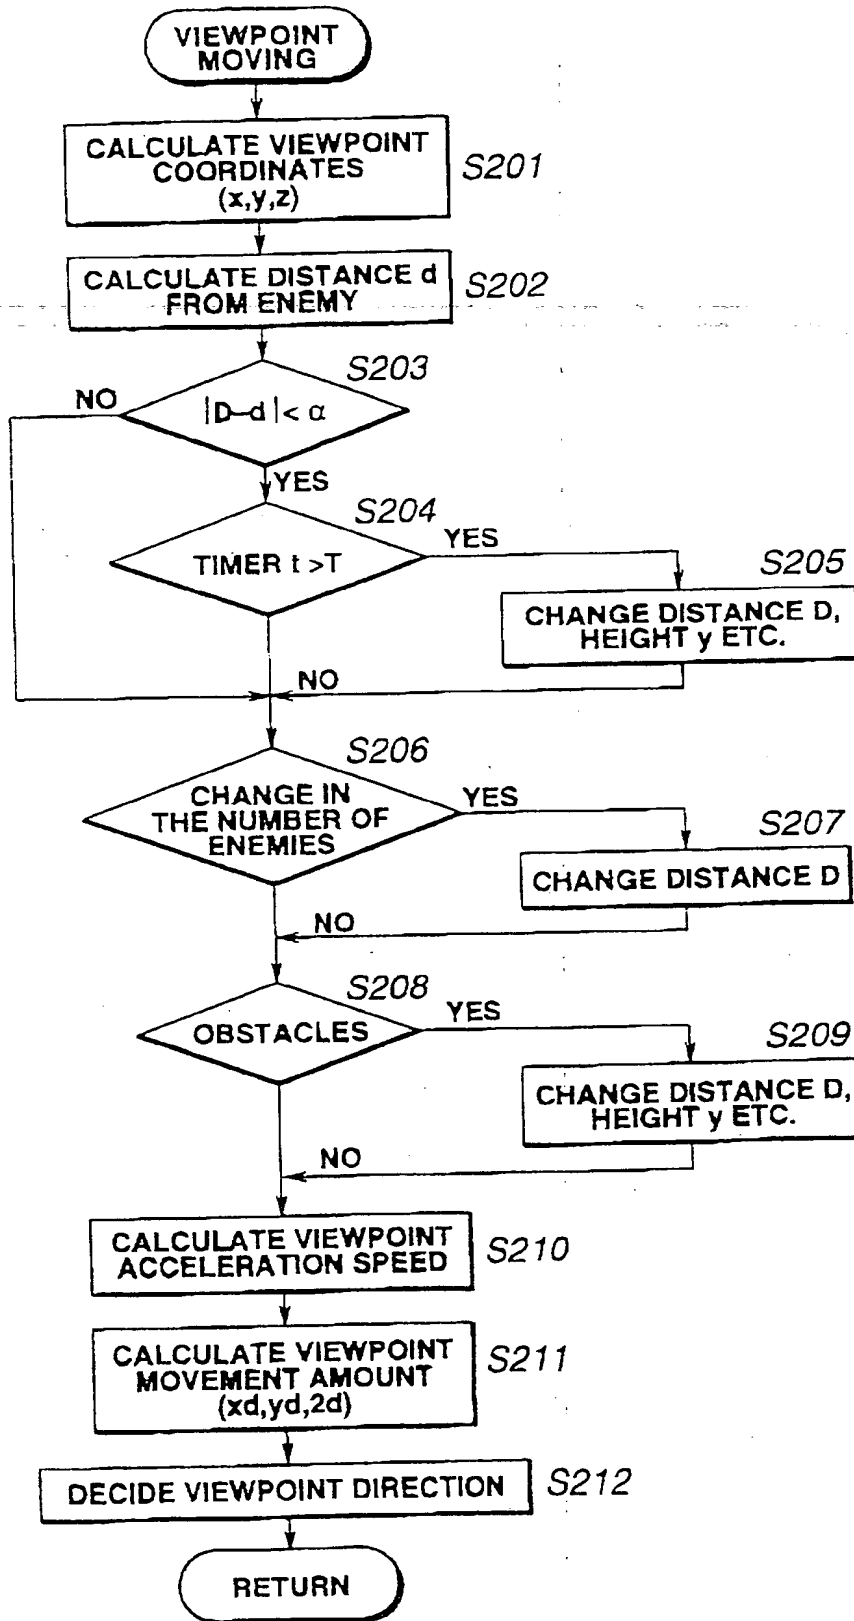 VIEWPOINT
MOVING
CALCULATE VIEWPOINT
COORDINATES
(x,y,z)
S201
CALCULATE DISTANCE d
FROM ENEMY
S202
S203
NO
|D–d|< α
YES
S204
TIMER t >T
YES
S205
CHANGE DISTANCE D,
HEIGHT y ETC.
NO
S206
CHANGE IN
THE NUMBER OF
ENEMIES
YES
S207
CHANGE DISTANCE D
NO
S208
OBSTACLES
YES
S209
CHANGE DISTANCE D,
HEIGHT y ETC.
NO
CALCULATE VIEWPOINT
ACCELERATION SPEED
S210
CALCULATE VIEWPOINT
MOVEMENT AMOUNT
(xd,yd,2d)
S211
DECIDE VIEWPOINT DIRECTION
S212
RETURN